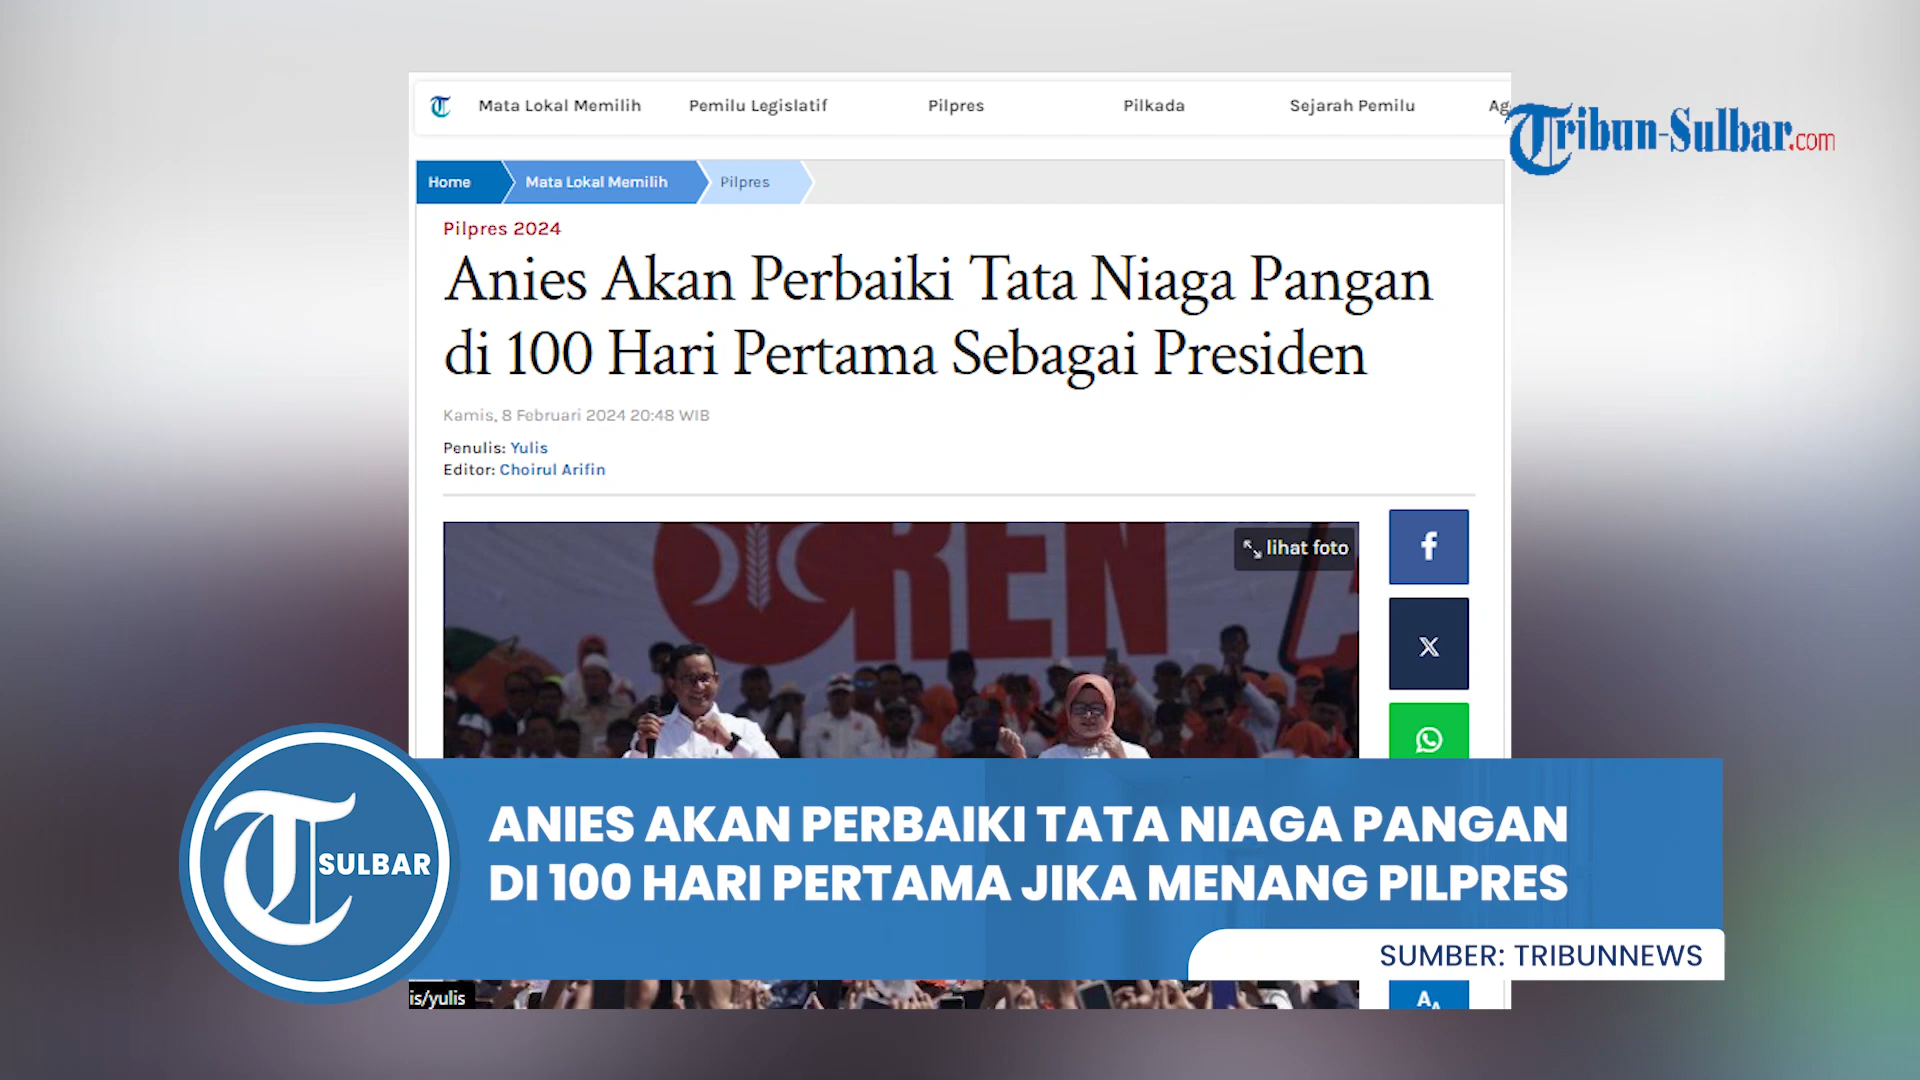 Mata Lokal Memilih Pemilu Legislatif Pilpres Pilkada Sejarah Pemilu Ag
Tribun-Sulbar.com
Home Mata Lokal Memilih Pilpres
Pilpres 2024
Anies Akan Perbaiki Tata Niaga Pangan
di 100 Hari Pertama Sebagai Presiden
Kamis, 8 Februari 2024 20:48 WIB
Penulis: Yulis
Editor: Choirul Arifin
lihat foto
OREN
SULBAR
ANIES AKAN PERBAIKI TATA NIAGA PANGAN
DI 100 HARI PERTAMA JIKA MENANG PILPRES
SUMBER: TRIBUNNEWS
is/yulis
AA